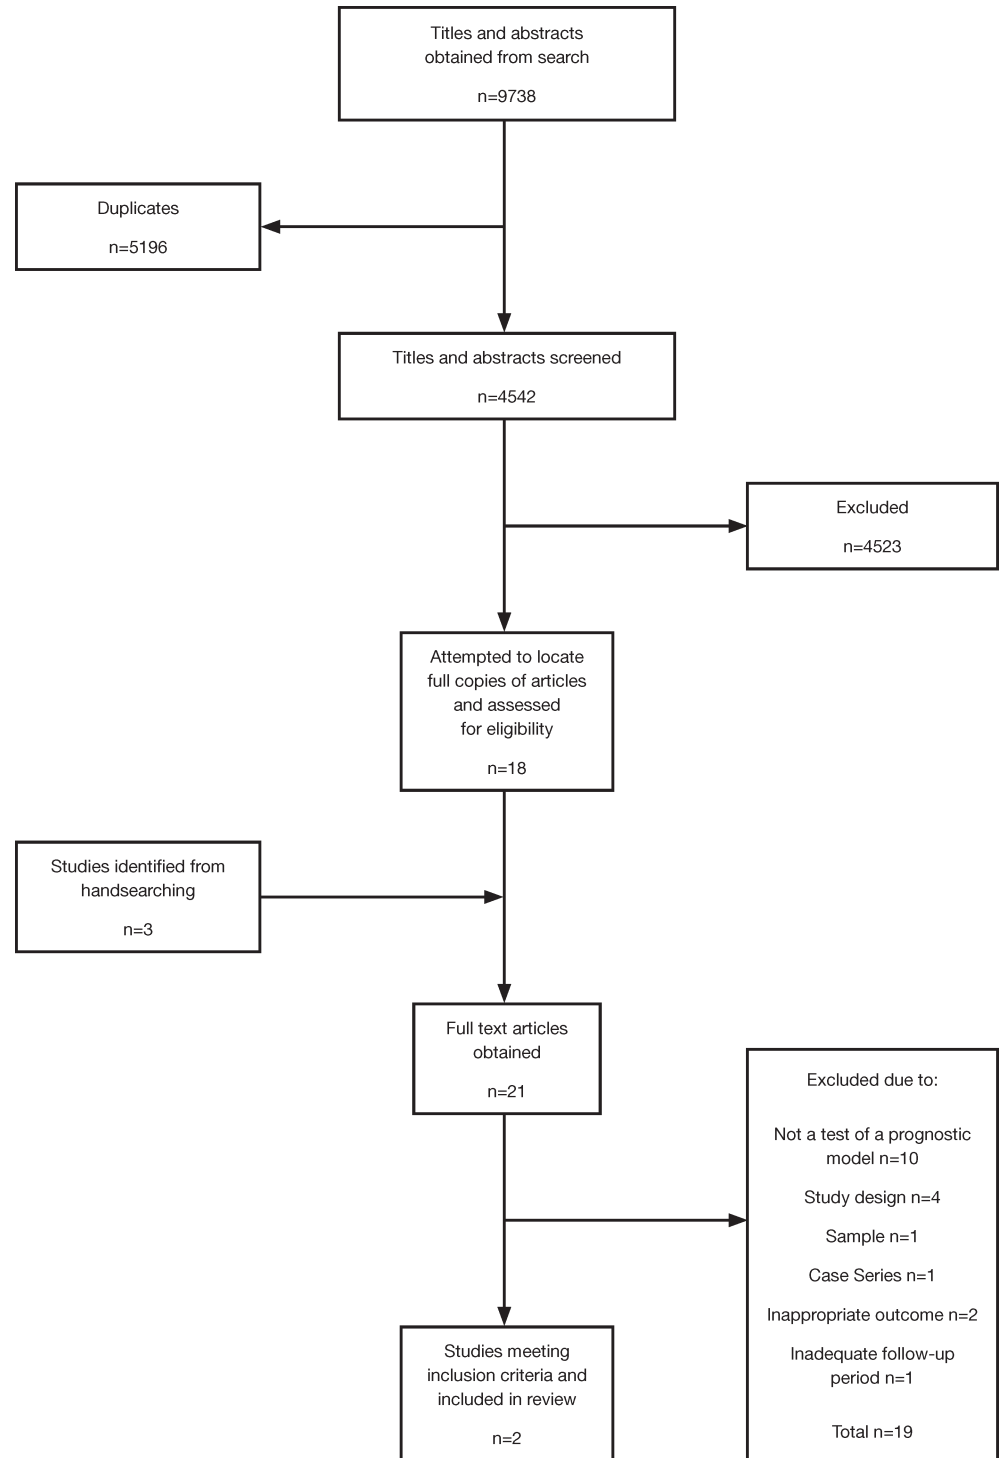 Titles and abstracts
obtained from search
n=9738
Duplicates
n=5196
Titles and abstracts screened
n=4542
Excluded
n=4523
Attempted to locate
full copies of articles
and assessed
for eligibility
n=18
Studies identified from
handsearching
n=3
Full text articles
obtained
n=21
Excluded due to:
Not a test of a prognostic
model n=10
Study design n=4
Sample n=1
Case Series n=1
Inappropriate outcome n=2
Inadequate follow-up
period n=1
Total n=19
Studies meeting
inclusion criteria and
included in review
n=2